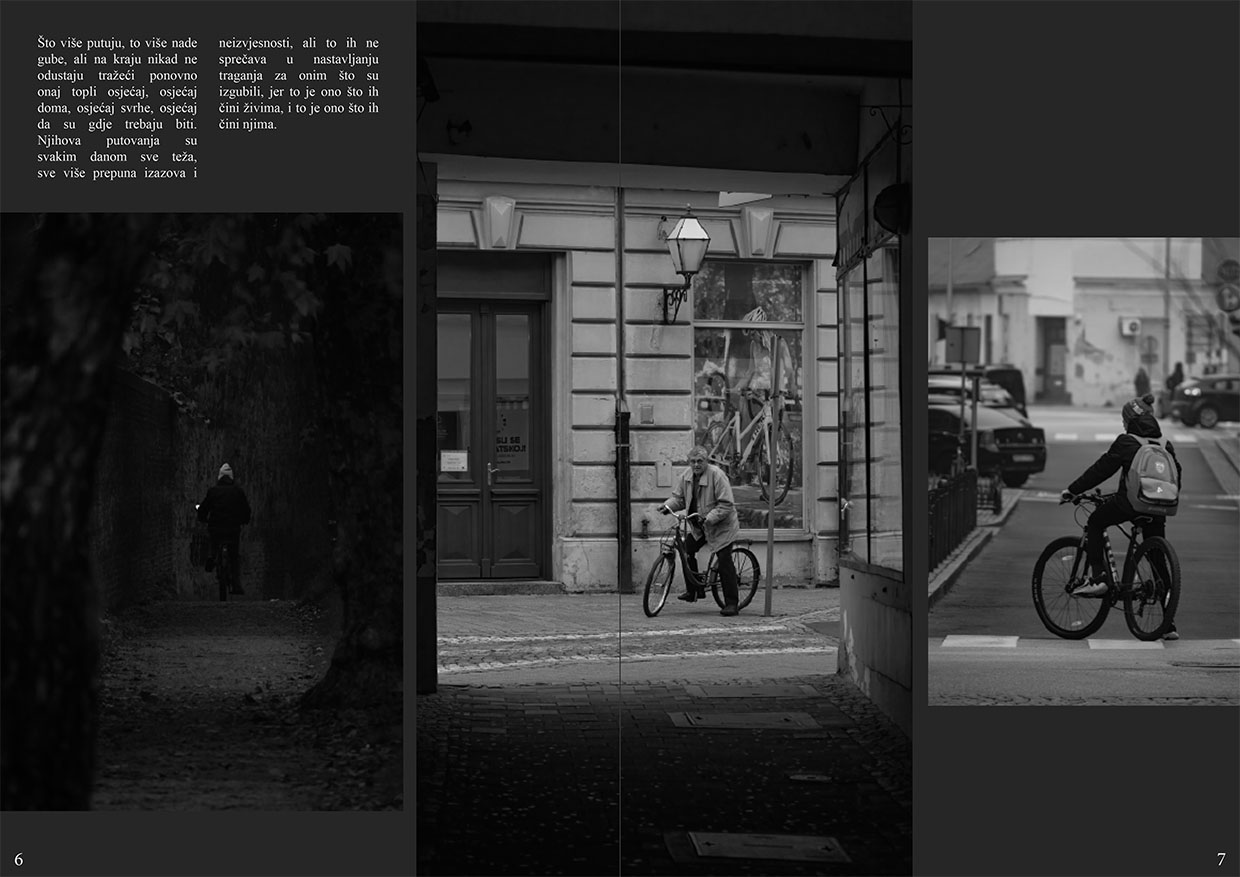 Što više putuju, to više nade
gube, ali na kraju nikad ne
odustaju tražeći ponovno
onaj topli osjećaj, osjećaj
doma, osjećaj svrhe, osjećaj
da su gdje trebaju biti.
Njihova putovanja su
svakim danom sve teža,
sve više prepuna izazova i
neizvjesnosti, ali to ih ne
sprečava u nastavljanju
traganja za onim što su
izgubili, jer to je ono što ih
čini živima, i to je ono što ih
čini njima.
6
7